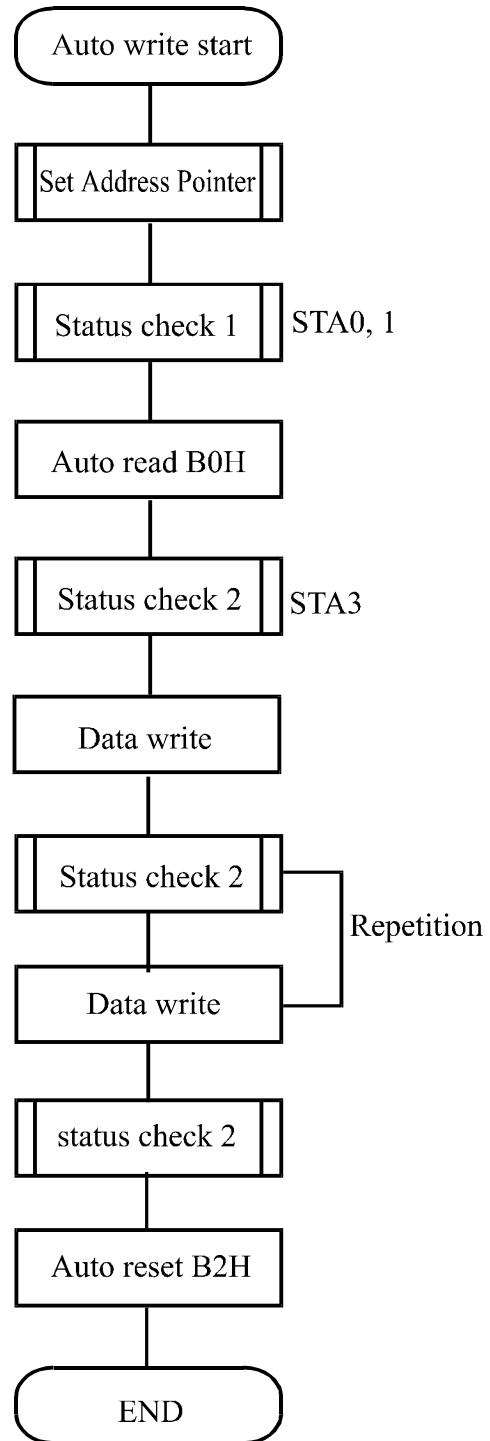 Auto write start
Set Address Pointer
Status check 1
STA0, 1
Auto read B0H
Status check 2
STA3
Data write
Status check 2
Repetition
Data write
status check 2
Auto reset B2H
END